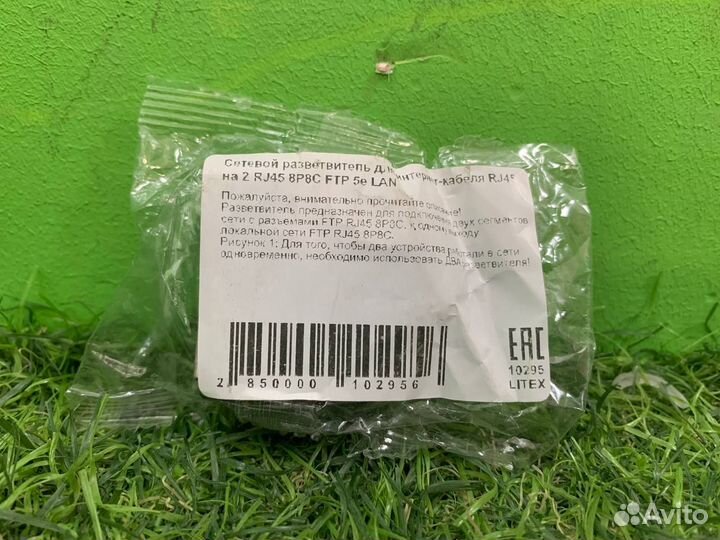 Сетевой разветвитель для интернет-кабеля RJ45
на 2 RJ45 8P8C FTP 5e LAN
Пожалуйста, внимательно прочитайте описание!
Разветвитель предназначен для подключения двух сегментов
сети с разъемами FTP RJ45 8P8C, к одному выходу
локальной сети FTP RJ45 8P8C.
Рисунок 1: Для того, чтобы два устройства работали в сети
одновременно, необходимо использовать ДВА разветвителя!
2 850000 102956
EAC
10295
LITEX
Avito